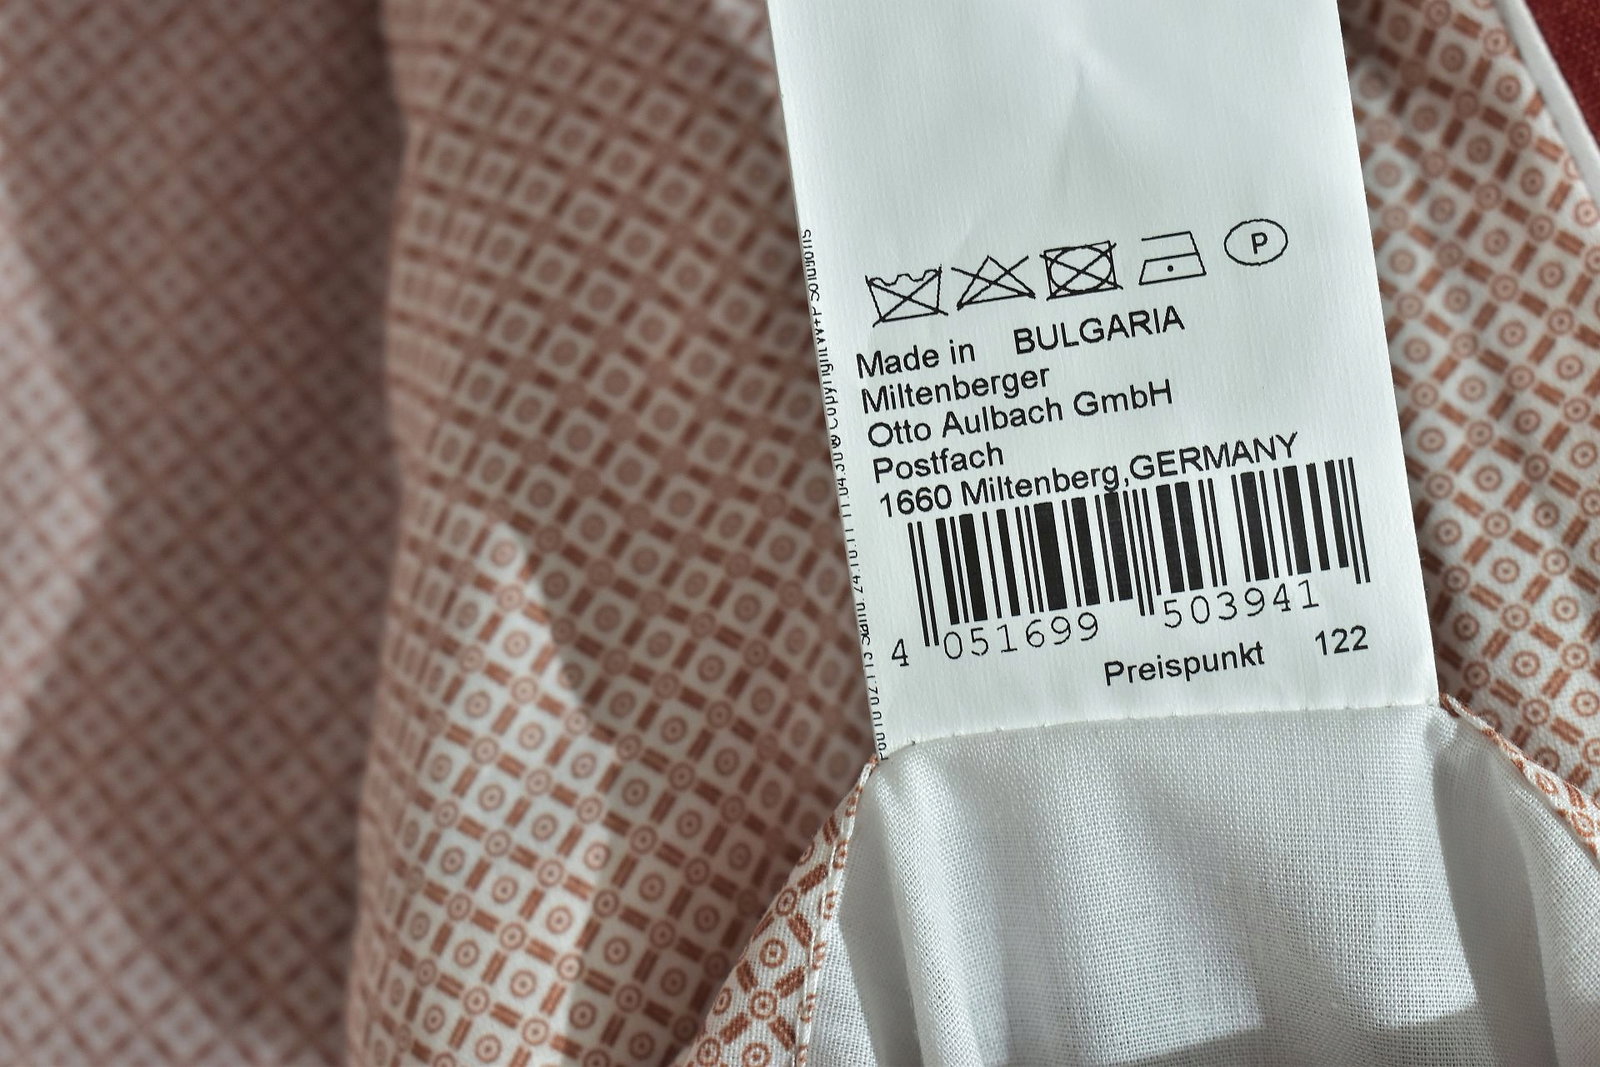 P
Made in BULGARIA
Miltenberger
Otto Aulbach GmbH
Postfach
1660 Miltenberg,GERMANY
4 051699 503941
Preispunkt 122